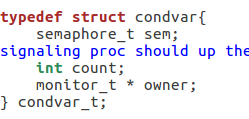 typedef struct condvar{
semaphore_t sem;
signaling proc should up the
int count;
monitor_t * owner;
} condvar_t;